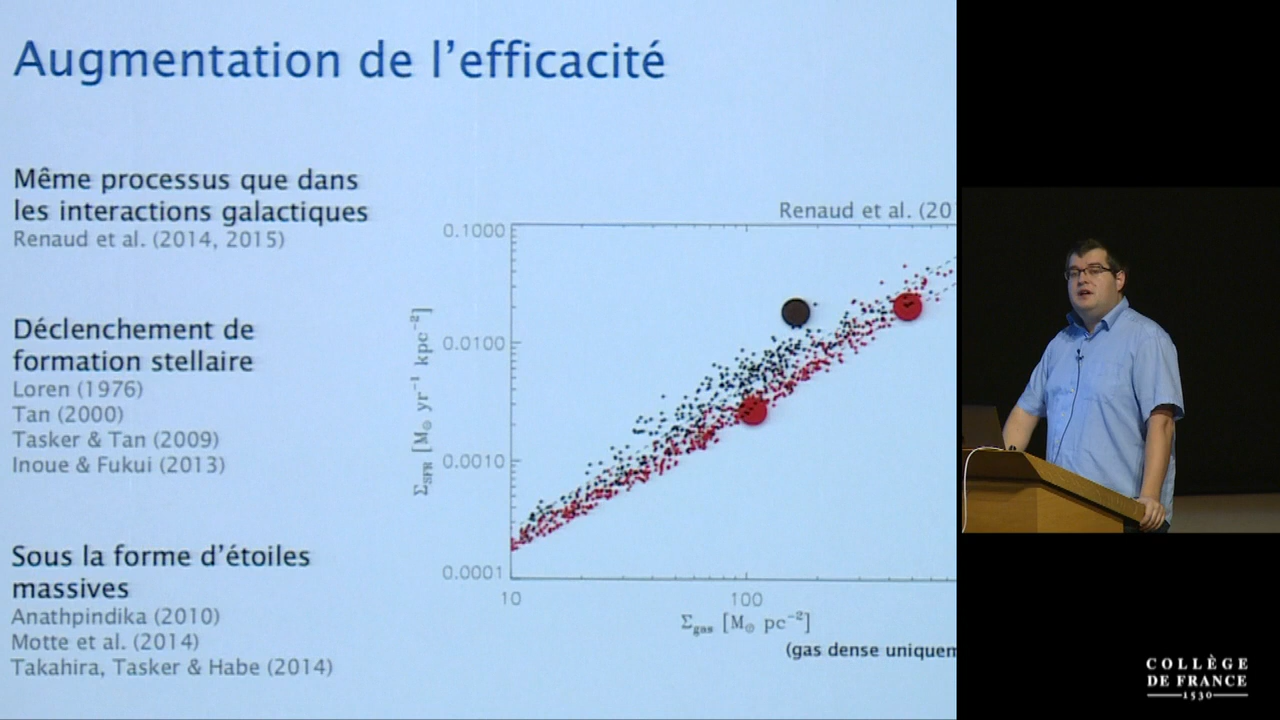 Augmentation de l'efficacité
Même processus que dans
les interactions galactiques
Renaud et al. (2014, 2015)
Déclenchement de
formation stellaire
Loren (1976)
Tan (2000)
Tasker & Tan (2009)
Inoue & Fukui (2013)
Sous la forme d'étoiles
massives
Anathpindika (2010)
Motte et al. (2014)
Takahira, Tasker & Habe (2014)
Renaud et al. (20
0.1000
0.0100
0.0010
0.0001
Σ_SFR [M⊙ yr⁻¹ kpc⁻²]
10
100
Σ_gas [M⊙ pc⁻²]
(gas dense uniquem
COLLÈGE
DE FRANCE
1530